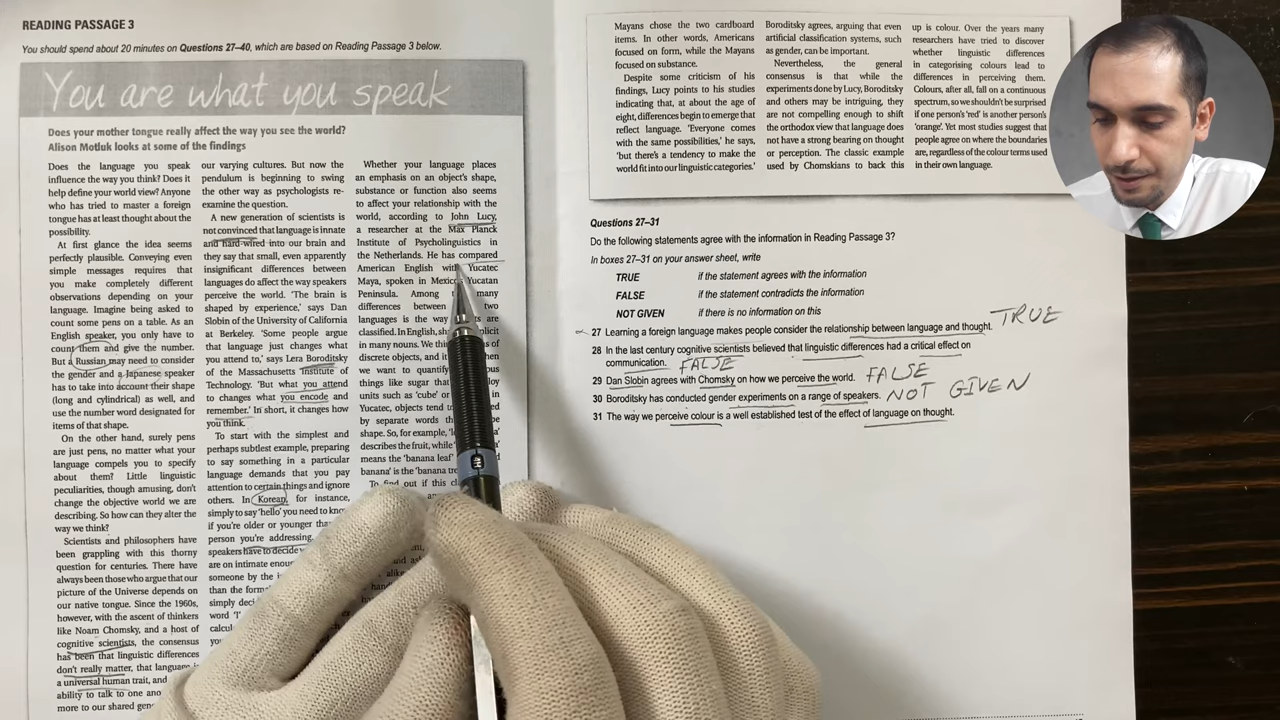 READING PASSAGE 3
You should spend about 20 minutes on Questions 27–40, which are based on Reading Passage 3 below.
You are what you speak
Does your mother tongue really affect the way you see the world?
Alison Motluk looks at some of the findings
Does the language you speak
influence the way you think? Does it
help define your world view? Anyone
who has tried to master a foreign
tongue has at least thought about the
possibility.
At first glance the idea seems
perfectly plausible. Conveying even
simple messages requires that
you make completely different
observations depending on your
language. Imagine being asked to
count some pens on a table. As an
English speaker, you only have to
count them and give the number.
But a Russian may need to consider
the gender and a Japanese speaker
has to take into account their shape
(long and cylindrical) as well, and
use the number word designated for
items of that shape.
On the other hand, surely pens
are just pens, no matter what your
language compels you to specify
about them? Little linguistic
peculiarities, though amusing, don't
change the objective world we are
describing. So how can they alter the
way we think?
Scientists and philosophers have
been grappling with this thorny
question for centuries. There have
always been those who argue that our
picture of the Universe depends on
our native tongue. Since the 1960s,
however, with the ascent of thinkers
like Noam Chomsky, and a host of
cognitive scientists, the consensus
has been that linguistic differences
don't really matter, that language is
a universal human trait, and
ability to talk to one
more to our shared
our varying cultures. But now the
pendulum is beginning to swing
the other way as psychologists re-
examine the question.
A new generation of scientists is
not convinced that language is innate
and hard-wired into our brain and
they say that small, even apparently
insignificant differences between
languages do affect the way speakers
perceive the world. 'The brain is
shaped by experience,' says Dan
Slobin of the University of California
at Berkeley. 'Some people argue
that language just changes what
you attend to,' says Lera Boroditsky
of the Massachusetts Institute of
Technology. 'But what you attend
to changes what you encode and
remember.' In short, it changes how
you think.
To start with the simplest and
perhaps subtlest example, preparing
to say something in a particular
language demands that you pay
attention to certain things and ignore
others. In Korean, for instance,
simply to say 'hello' you need to know
if you're older or younger than
person you're addressing.
speakers have to decide
are on intimate
someone by the
than the
simply
word 'I'
Whether your language places
an emphasis on an object's shape,
substance or function also seems
to affect your relationship with the
world, according to John Lucy,
a researcher at the Max Planck
Institute of Psycholinguistics in
the Netherlands. He has compared
American English with Yucatec
Maya, spoken in Mexico's Yucatan
Peninsula. Among many
differences between two
languages is the way are
classified. In English,
in many nouns. We of
discrete objects, and it
we want to quantify
things like sugar that
units such as 'cube' or in
Yucatec, objects tend
by separate words
shape. So, for example,
describes the fruit, while
means the 'banana leaf'
banana' is the 'banana
To find out if this
Mayans chose the two cardboard
items. In other words, Americans
focused on form, while the Mayans
focused on substance.
Despite some criticism of his
findings, Lucy points to his studies
indicating that, at about the age of
eight, differences begin to emerge that
reflect language. 'Everyone comes
with the same possibilities,' he says,
'but there's a tendency to make the
world fit into our linguistic categories.'
Boroditsky agrees, arguing that even
artificial classification systems, such
as gender, can be important.
Nevertheless, the general
consensus is that while the
experiments done by Lucy, Boroditsky
and others may be intriguing, they
are not compelling enough to shift
the orthodox view that language does
not have a strong bearing on thought
or perception. The classic example
used by Chomskians to back this
up is colour. Over the years many
researchers have tried to discover
whether linguistic differences
in categorising colours lead to
differences in perceiving them.
Colours, after all, fall on a continuous
spectrum, so we shouldn't be surprised
if one person's 'red' is another person's
'orange'. Yet most studies suggest that
people agree on where the boundaries
are, regardless of the colour terms used
in their own language.
Questions 27–31
Do the following statements agree with the information in Reading Passage 3?
In boxes 27–31 on your answer sheet, write
TRUE if the statement agrees with the information
FALSE if the statement contradicts the information
NOT GIVEN if there is no information on this
27 Learning a foreign language makes people consider the relationship between language and thought. TRUE
28 In the last century cognitive scientists believed that linguistic differences had a critical effect on
communication. FALSE
29 Dan Slobin agrees with Chomsky on how we perceive the world. FALSE
30 Boroditsky has conducted gender experiments on a range of speakers. NOT GIVEN
31 The way we perceive colour is a well established test of the effect of language on thought.